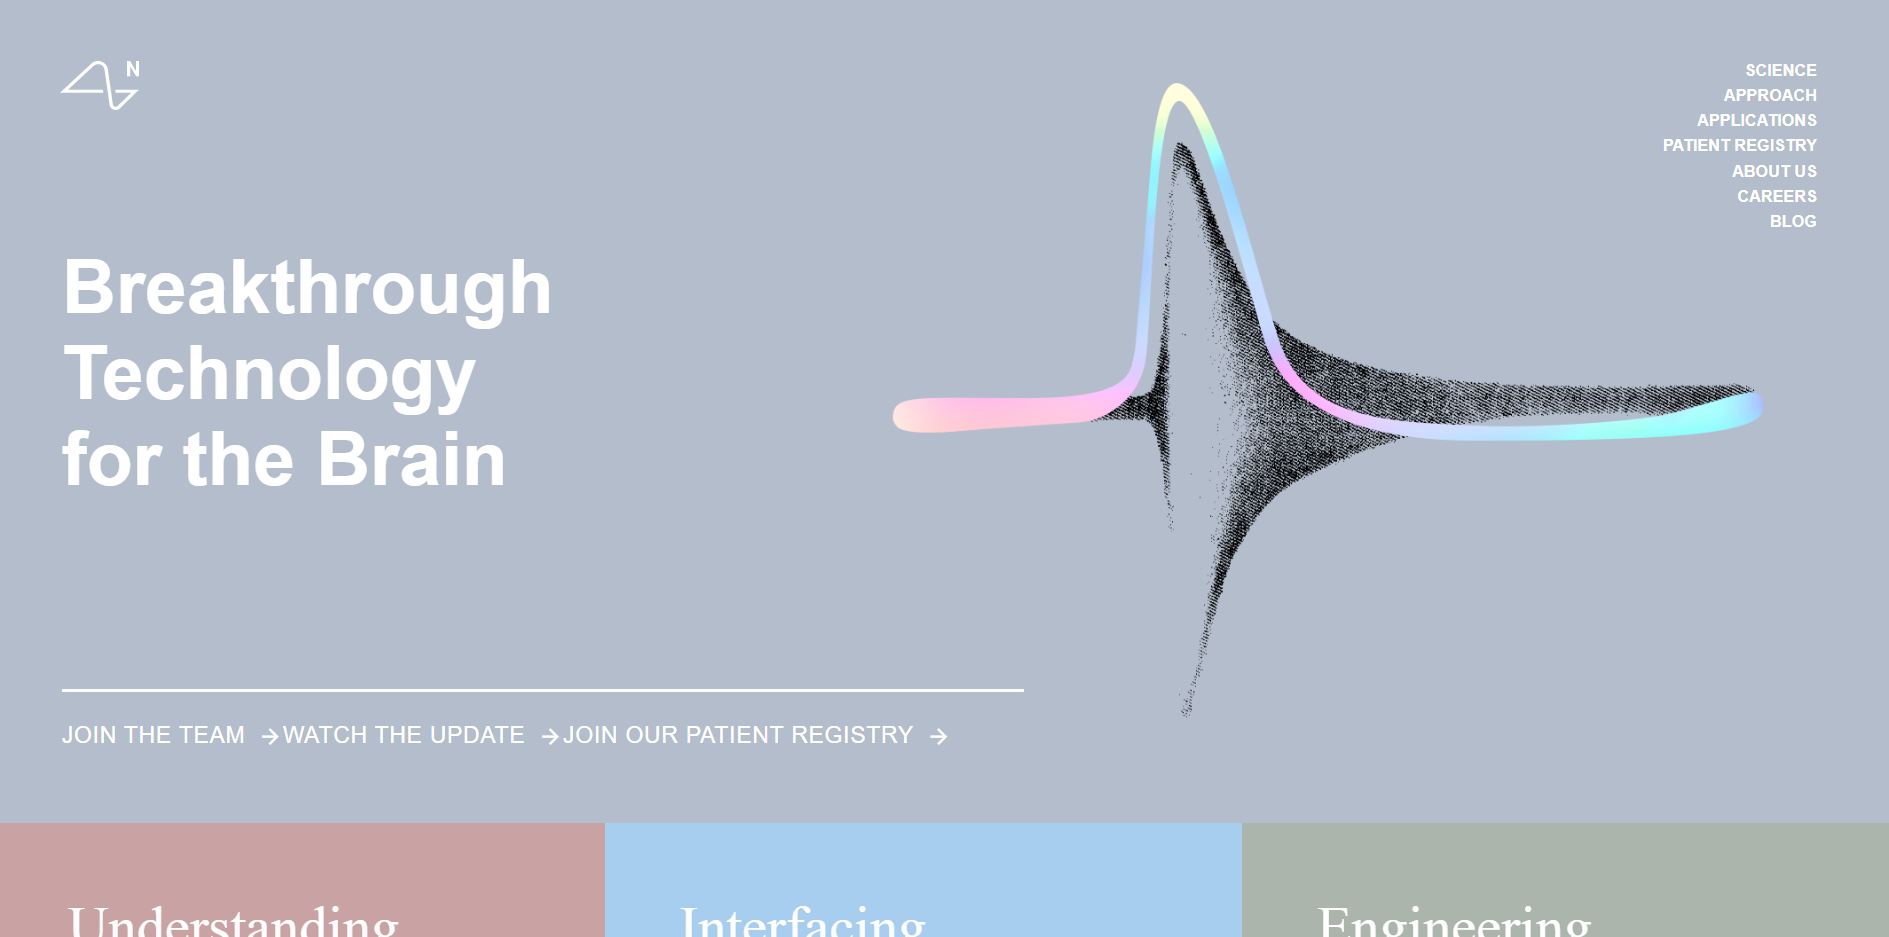 N
SCIENCE
APPROACH
APPLICATIONS
PATIENT REGISTRY
ABOUT US
CAREERS
BLOG
Breakthrough
Technology
for the Brain
JOIN THE TEAM → WATCH THE UPDATE → JOIN OUR PATIENT REGISTRY →
Understanding
Interfacing
Engineering